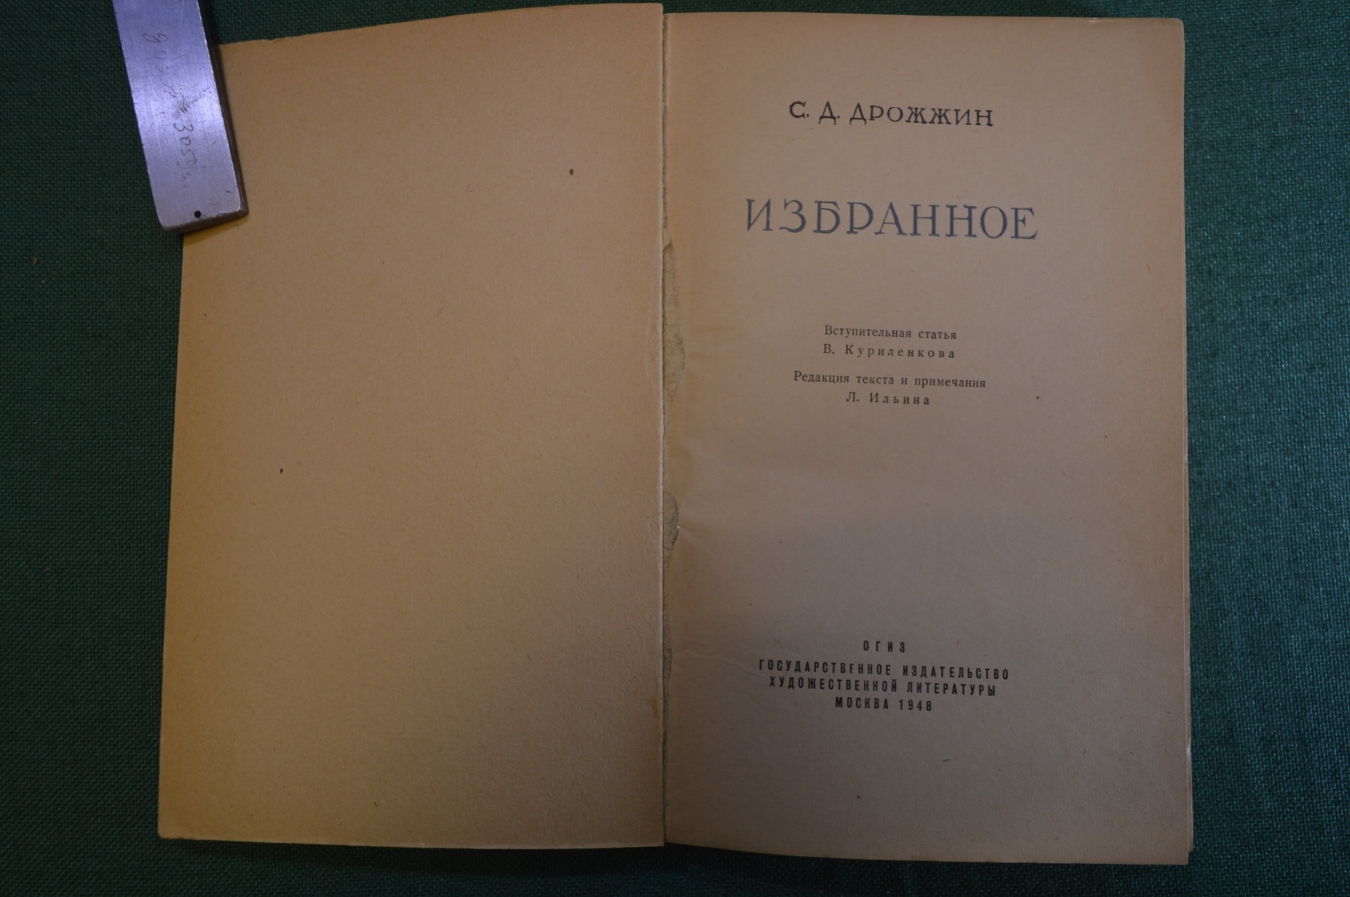 С. Д. ДРОЖЖИН
ИЗБРАННОЕ
Вступительная статья
В. Куриленкова
Редакция текста и примечания
Л. Ильина
ОГИЗ
ГОСУДАРСТВЕННОЕ ИЗДАТЕЛЬСТВО
ХУДОЖЕСТВЕННОЙ ЛИТЕРАТУРЫ
МОСКВА 1948